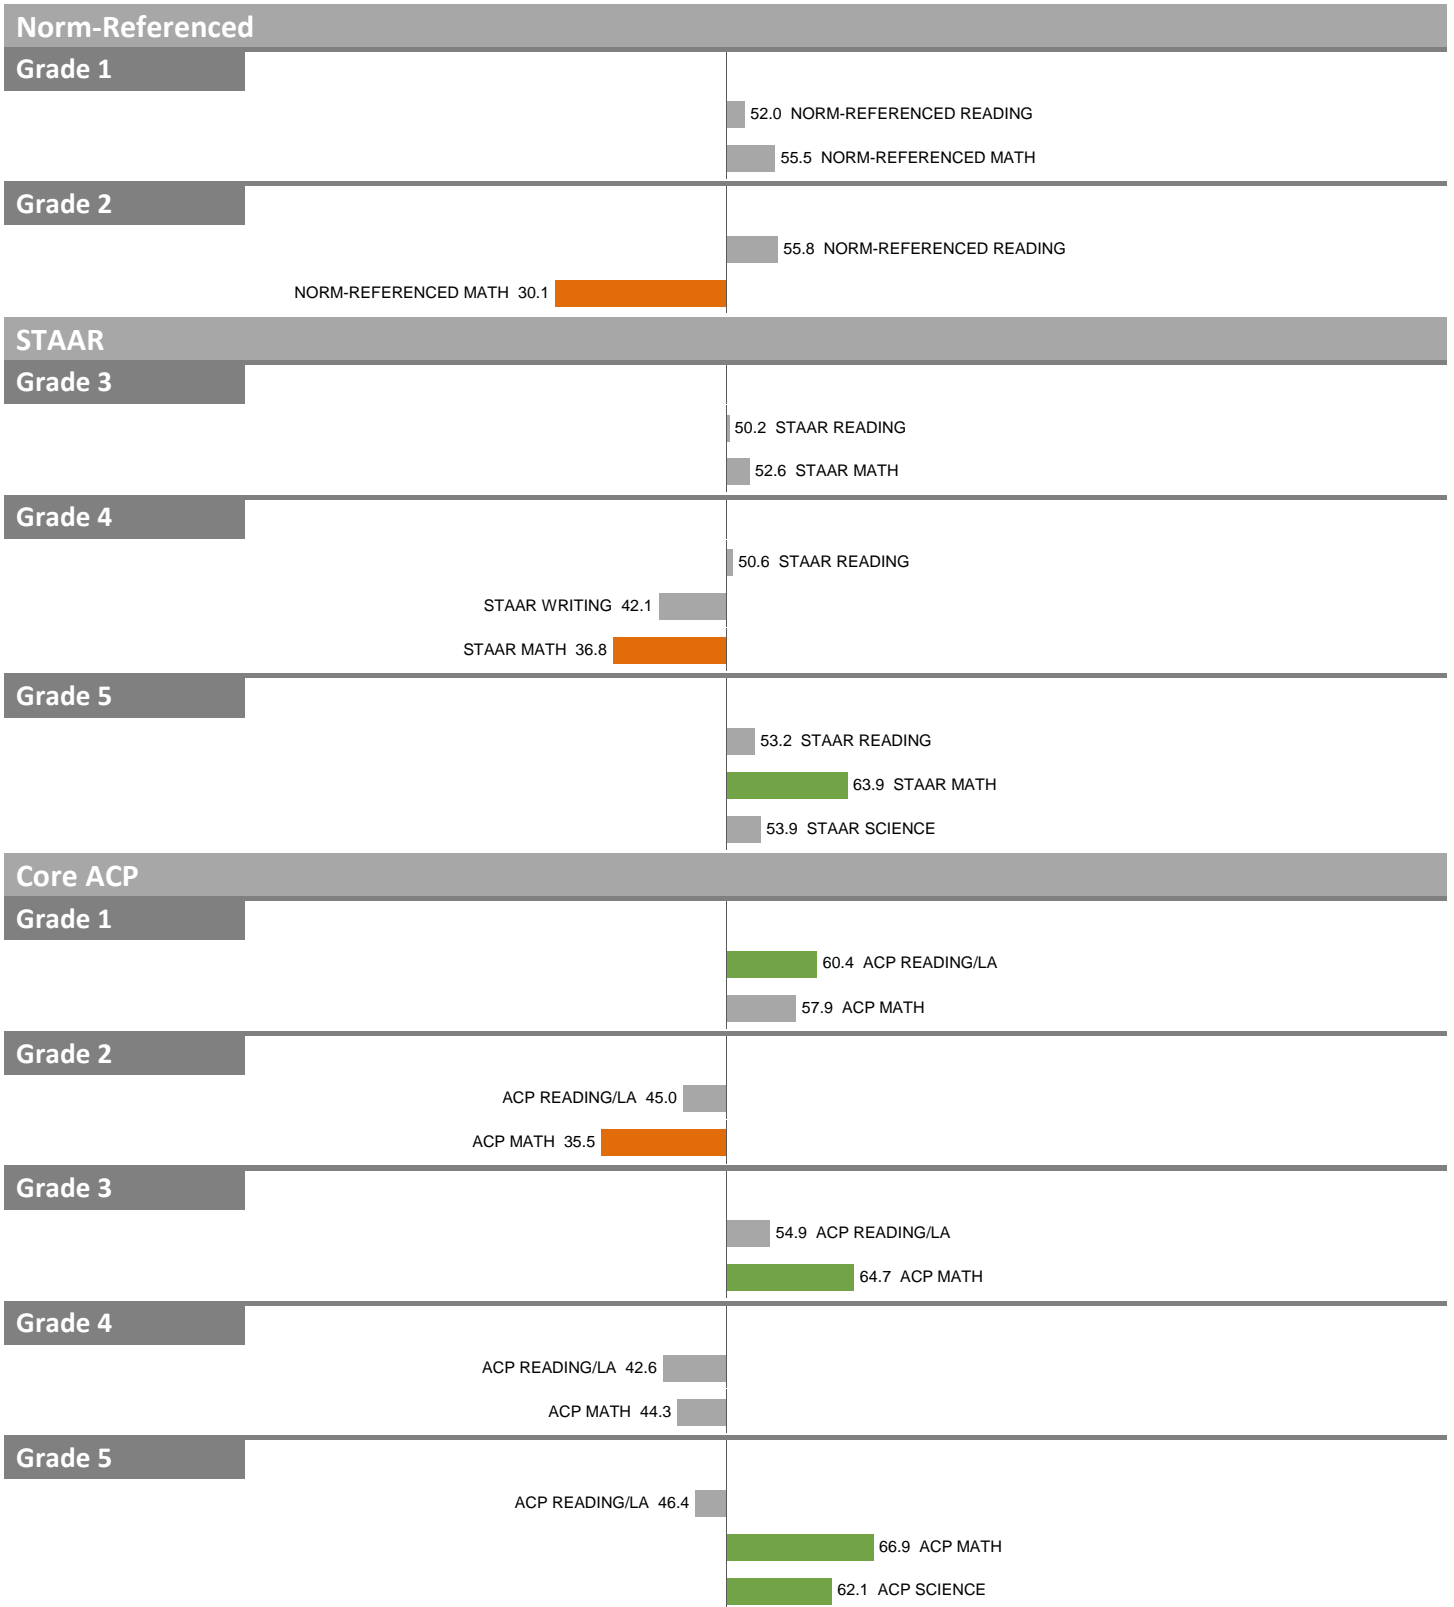 Norm-Referenced
Grade 1
52.0 NORM-REFERENCED READING
55.5 NORM-REFERENCED MATH
Grade 2
55.8 NORM-REFERENCED READING
NORM-REFERENCED MATH 30.1
STAAR
Grade 3
50.2 STAAR READING
52.6 STAAR MATH
Grade 4
50.6 STAAR READING
STAAR WRITING 42.1
STAAR MATH 36.8
Grade 5
53.2 STAAR READING
63.9 STAAR MATH
53.9 STAAR SCIENCE
Core ACP
Grade 1
60.4 ACP READING/LA
57.9 ACP MATH
Grade 2
ACP READING/LA 45.0
ACP MATH 35.5
Grade 3
54.9 ACP READING/LA
64.7 ACP MATH
Grade 4
ACP READING/LA 42.6
ACP MATH 44.3
Grade 5
ACP READING/LA 46.4
66.9 ACP MATH
62.1 ACP SCIENCE